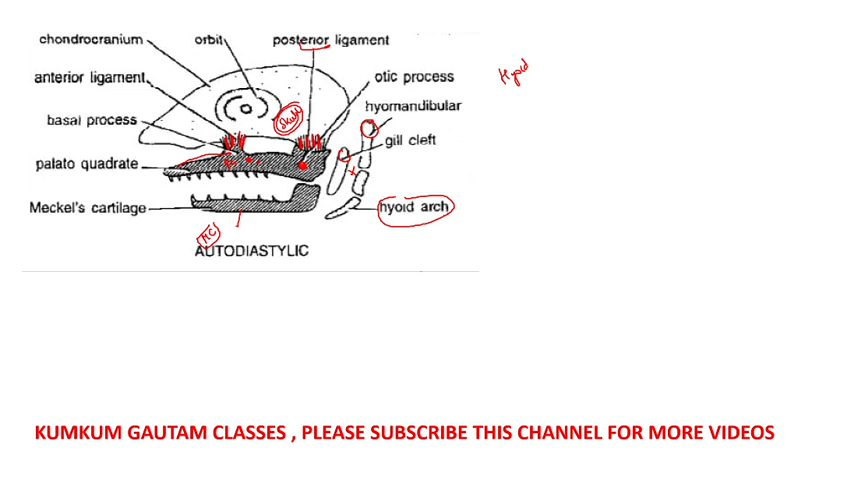 chondrocranium
orbit
posterior ligament
anterior ligament
otic process
Hyoid
hyomandibular
basal process
skull
gill cleft
palato quadrate
Meckel's cartilage
hyoid arch
MC
AUTODIASTYLIC
KUMKUM GAUTAM CLASSES , PLEASE SUBSCRIBE THIS CHANNEL FOR MORE VIDEOS